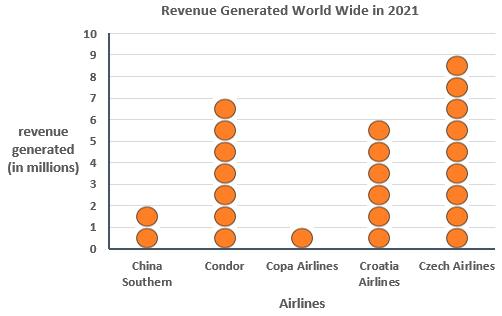 Revenue Generated World Wide in 2021
10
9
8
7
6
5
4
3
2
1
0
revenue
generated
(in millions)
China
Southern
Condor
Copa Airlines
Croatia
Airlines
Czech Airlines
Airlines